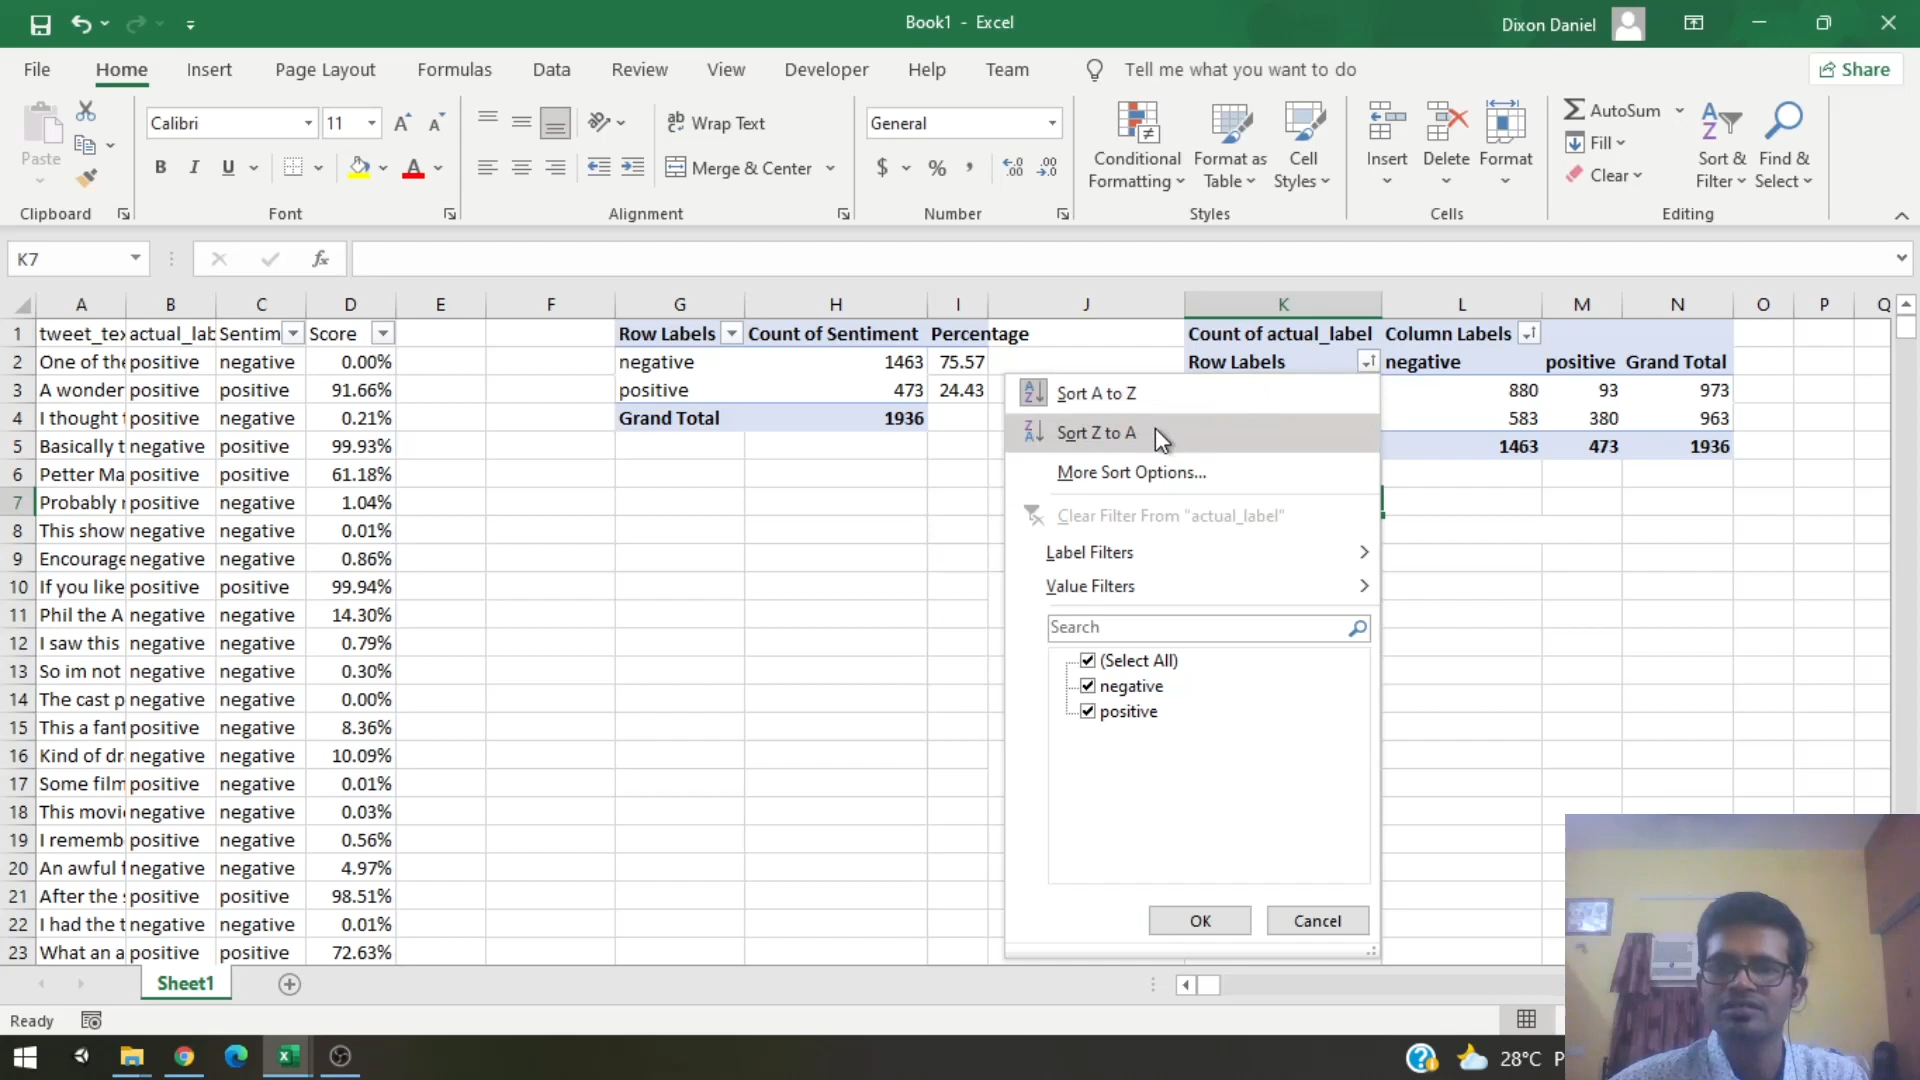 Book1 - Excel
Dixon Daniel
File Home Insert Page Layout Formulas Data Review View Developer Help Team Tell me what you want to do Share
Paste
Clipboard
Calibri 11
B I U
Font
Wrap Text
Merge & Center
Alignment
General
$ % ,
Number
Conditional Formatting
Format as Table
Cell Styles
Styles
Insert Delete Format
Cells
AutoSum
Fill
Clear
Sort & Filter
Find & Select
Editing
K7 fx
A B C D E F G H I J K L M N O P Q
1 tweet_tex actual_lab Sentim Score Row Labels Count of Sentiment Percentage Count of actual_label Column Labels
2 One of the positive negative 0.00% negative 1463 75.57 Row Labels negative positive Grand Total
3 A wonder positive positive 91.66% positive 473 24.43 880 93 973
4 I thought t positive negative 0.21% Grand Total 1936 583 380 963
5 Basically t negative positive 99.93% 1463 473 1936
6 Petter Ma positive positive 61.18%
7 Probably r positive negative 1.04%
8 This show negative negative 0.01%
9 Encourage negative negative 0.86%
10 If you like positive positive 99.94%
11 Phil the A negative negative 14.30%
12 I saw this negative negative 0.79%
13 So im not negative negative 0.30%
14 The cast p negative negative 0.00%
15 This a fant positive negative 8.36%
16 Kind of dr negative negative 10.09%
17 Some film positive negative 0.01%
18 This movi negative negative 0.03%
19 I rememb positive negative 0.56%
20 An awful f negative negative 4.97%
21 After the s positive positive 98.51%
22 I had the t negative negative 0.01%
23 What an a positive positive 72.63%
Sort A to Z
Sort Z to A
More Sort Options...
Clear Filter From "actual_label"
Label Filters
Value Filters
Search
(Select All)
negative
positive
OK Cancel
Sheet1
Ready
28°C P